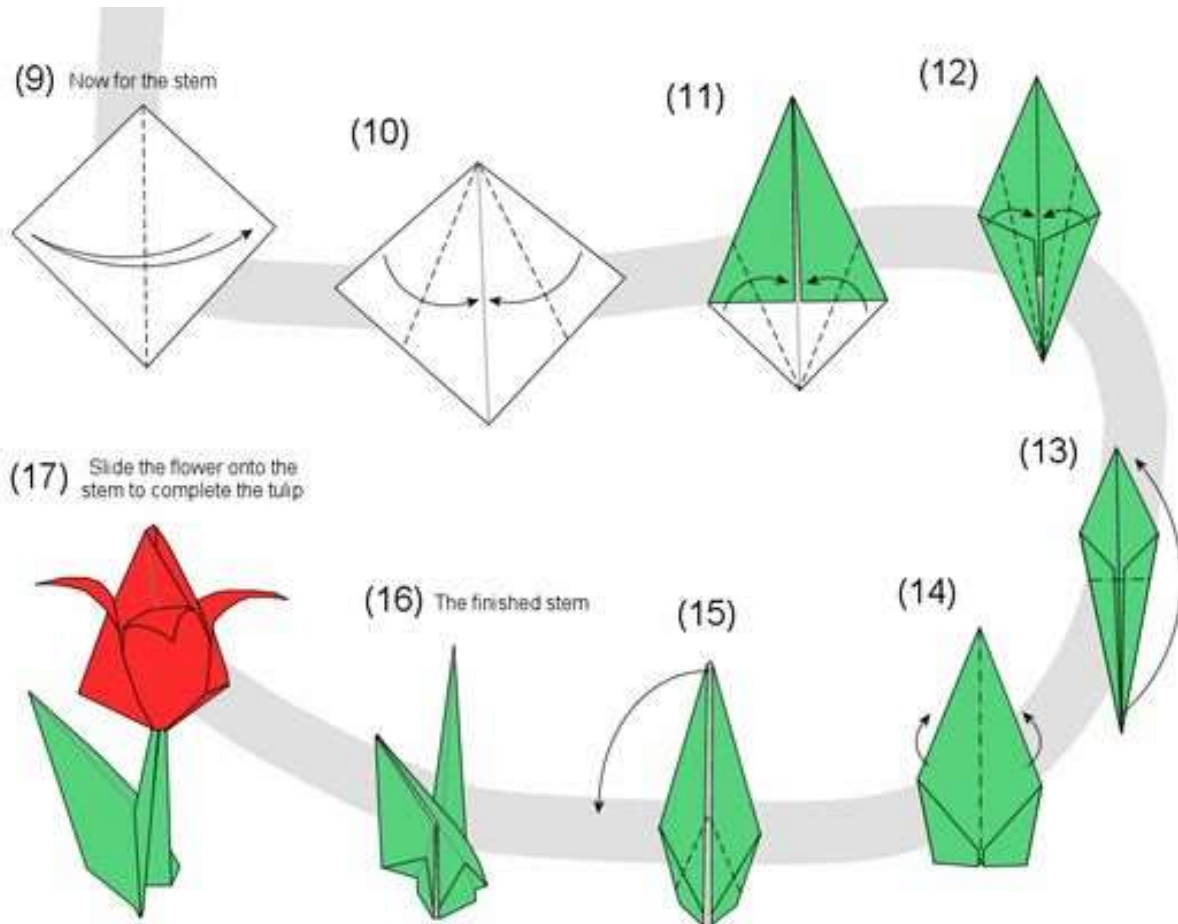 (9) Now for the stem
(10)
(11)
(12)
(13)
(14)
(15)
(16) The finished stem
(17) Slide the flower onto the
stem to complete the tulip